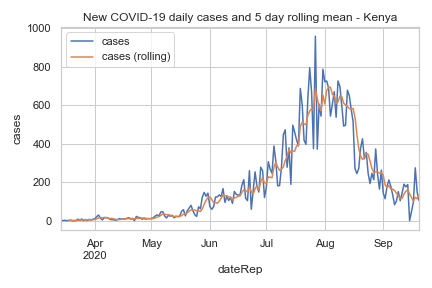 New COVID-19 daily cases and 5 day rolling mean - Kenya
cases
cases (rolling)
1000
800
600
400
200
0
cases
Apr
2020
May
Jun
Jul
Aug
Sep
dateRep